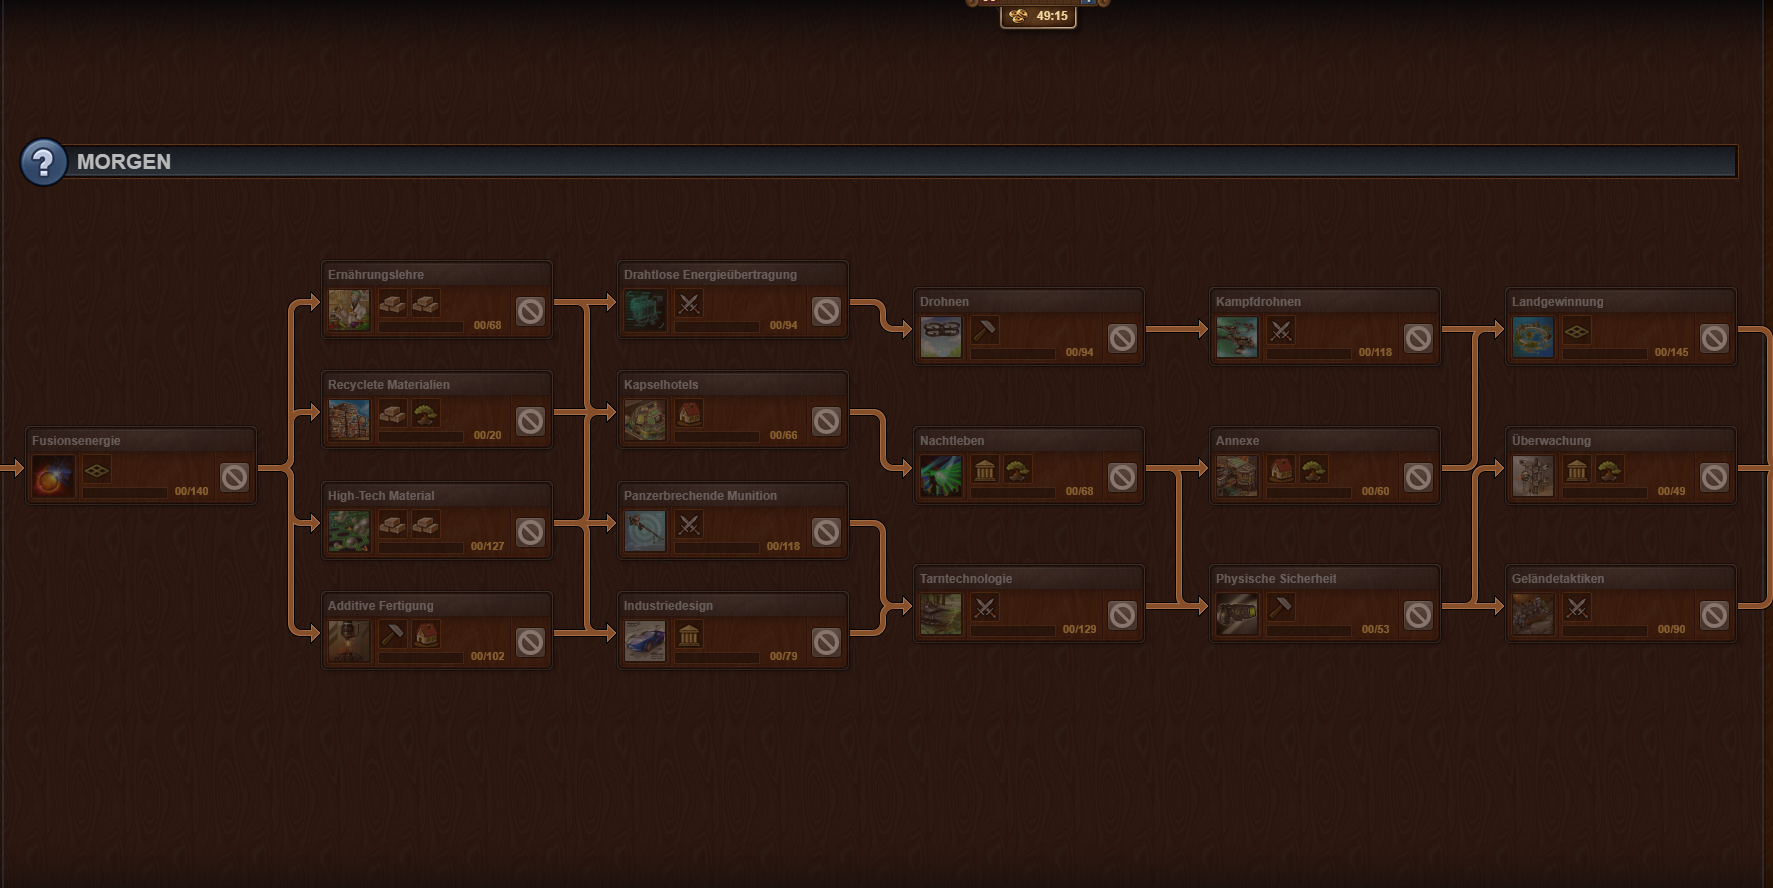 49:15
?
MORGEN
Fusionsenergie
00/140
Ernährungslehre
00/68
Recyclete Materialien
00/20
High-Tech Material
00/127
Additive Fertigung
00/102
Drahtlose Energieübertragung
00/94
Kapselhotels
00/66
Panzerbrechende Munition
00/118
Industriedesign
00/79
Drohnen
00/94
Nachtleben
00/68
Tarntechnologie
00/129
Kampfdrohnen
00/118
Annexe
00/60
Physische Sicherheit
00/53
Landgewinnung
00/145
Überwachung
00/49
Geländetaktiken
00/90